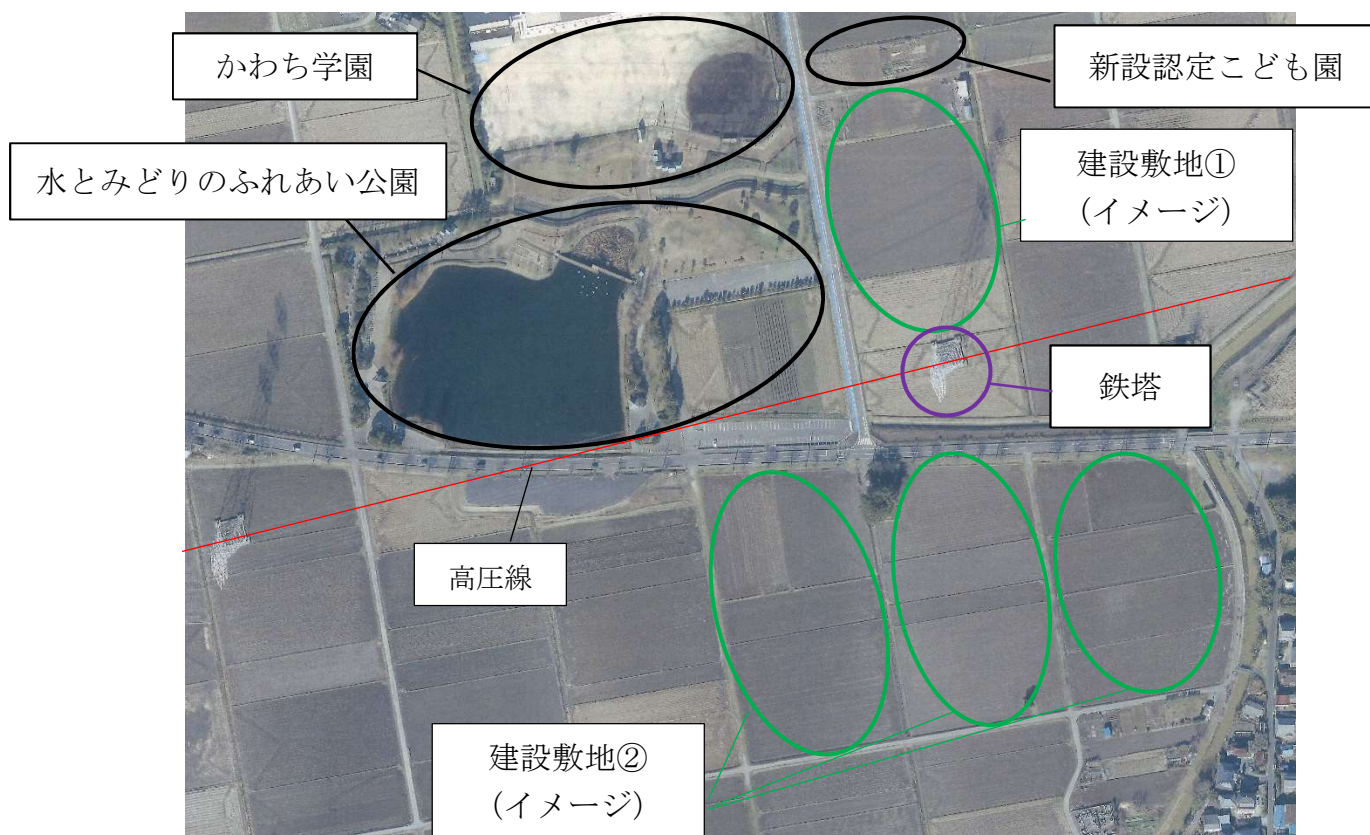 かわち学園
新設認定こども園
水とみどりのふれあい公園
建設敷地①
（イメージ）
鉄塔
高圧線
建設敷地②
（イメージ）